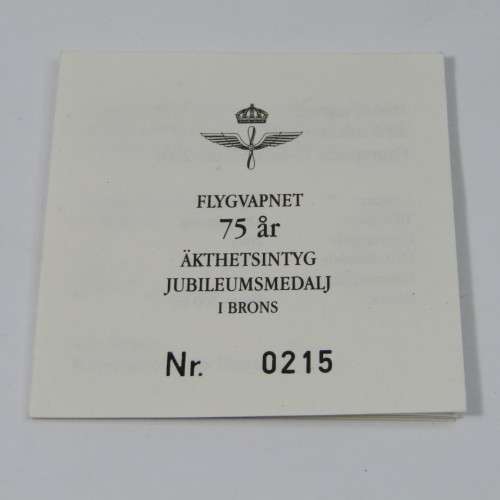 FLYGVAPNET
75 år
ÄKTHETSINTYG
JUBILEUMSMEDALJ
I BRONS
Nr. 0215